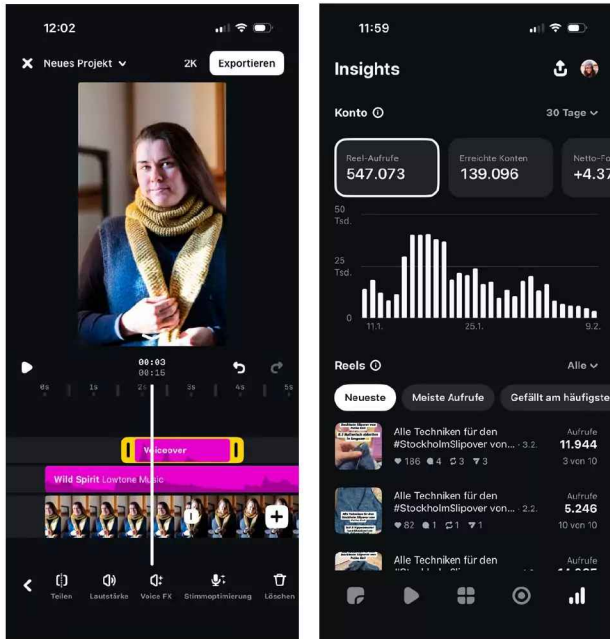 12:02
Neues Projekt
2K
Exportieren
00:03
00:15
0s
1s
2s
3s
4s
5s
Voiceover
Wild Spirit Lowtone Music
Teilen
Lautstärke
Voice FX
Stimmoptimierung
Löschen
11:59
Insights
Konto
30 Tage
Reel-Aufrufe
547.073
Erreichte Konten
139.096
Netto-Fo
+4.37
50
Tsd.
25
Tsd.
0
11.1.
25.1.
9.2.
Reels
Alle
Neueste
Meiste Aufrufe
Gefällt am häufigste
Alle Techniken für den
#StockholmSlipover von... · 3.2.
186
4
3
3
Aufrufe
11.944
3 von 10
Alle Techniken für den
#StockholmSlipover von... · 2.2.
82
1
1
1
Aufrufe
5.246
10 von 10
Alle Techniken für den
Aufrufe